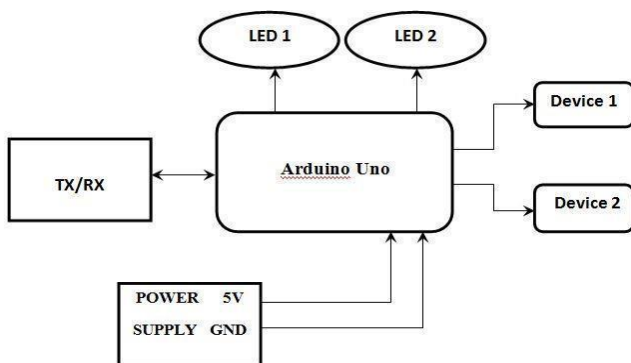 LED 1
LED 2
Device 1
Arduino Uno
TX/RX
Device 2
POWER 5V
SUPPLY GND